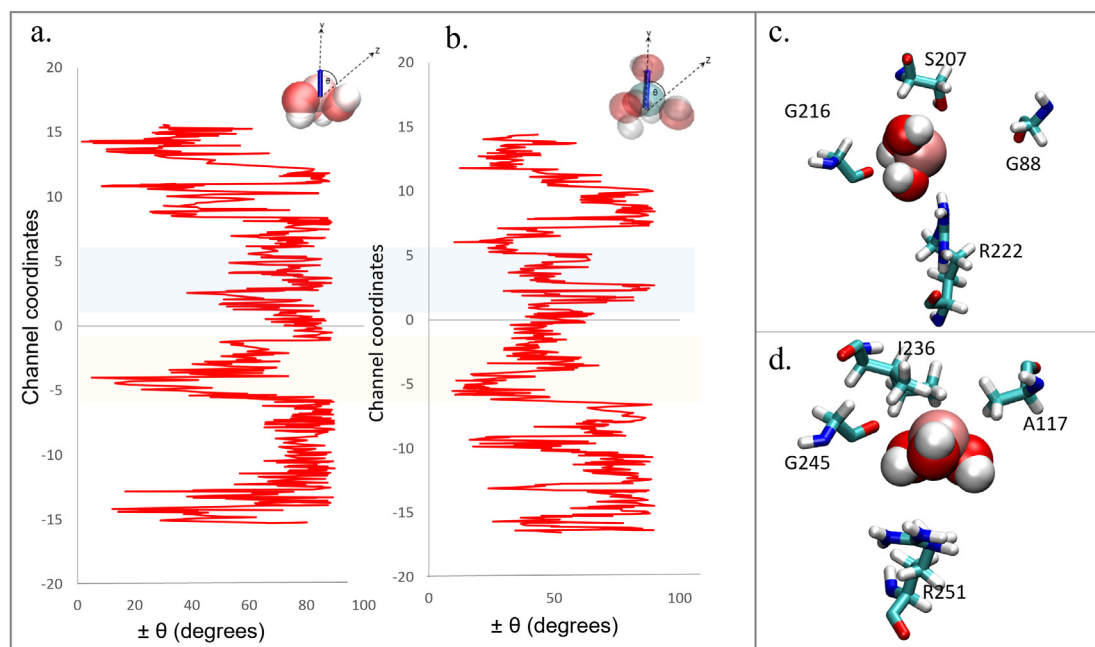 a.
y
z
θ
20
15
10
5
0
-5
-10
-15
-20
Channel coordinates
0
20
40
60
80
100
± θ (degrees)
b.
y
z
θ
20
15
10
5
0
-5
-10
-15
-20
Channel coordinates
0
50
100
± θ (degrees)
c.
S207
G216
G88
R222
d.
I236
A117
G245
R251